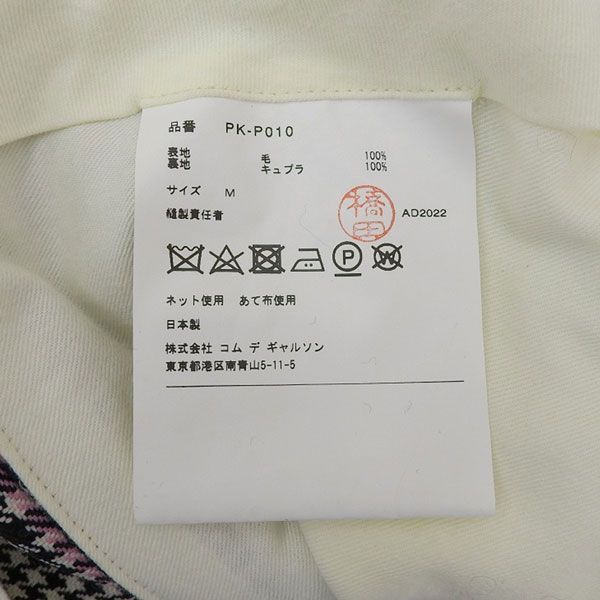 品番 PK-P010
表地 毛 100%
裏地 キュプラ 100%
サイズ M
縫製責任者 橋田 AD2022
P W
ネット使用 あて布使用
日本製
株式会社 コム デ ギャルソン
東京都港区南青山5-11-5